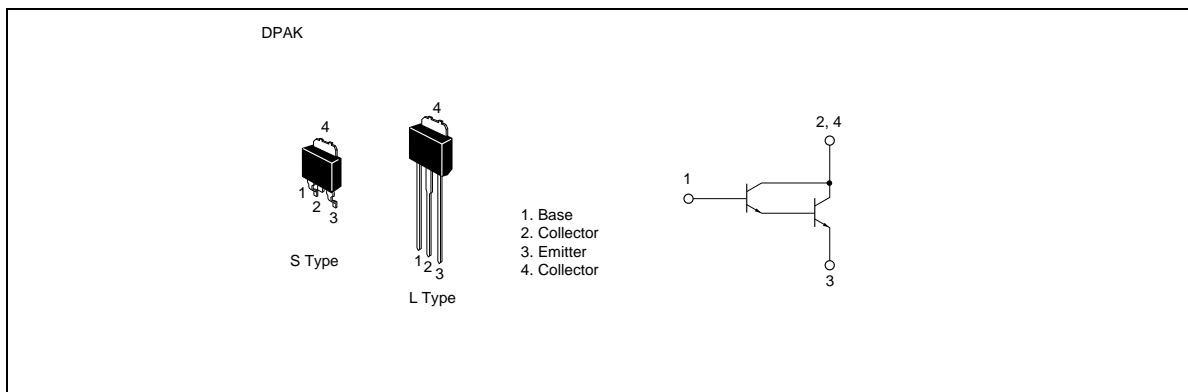 DPAK
4
1
2
3
S Type
4
1
2
3
L Type
1. Base
2. Collector
3. Emitter
4. Collector
2, 4
1
3